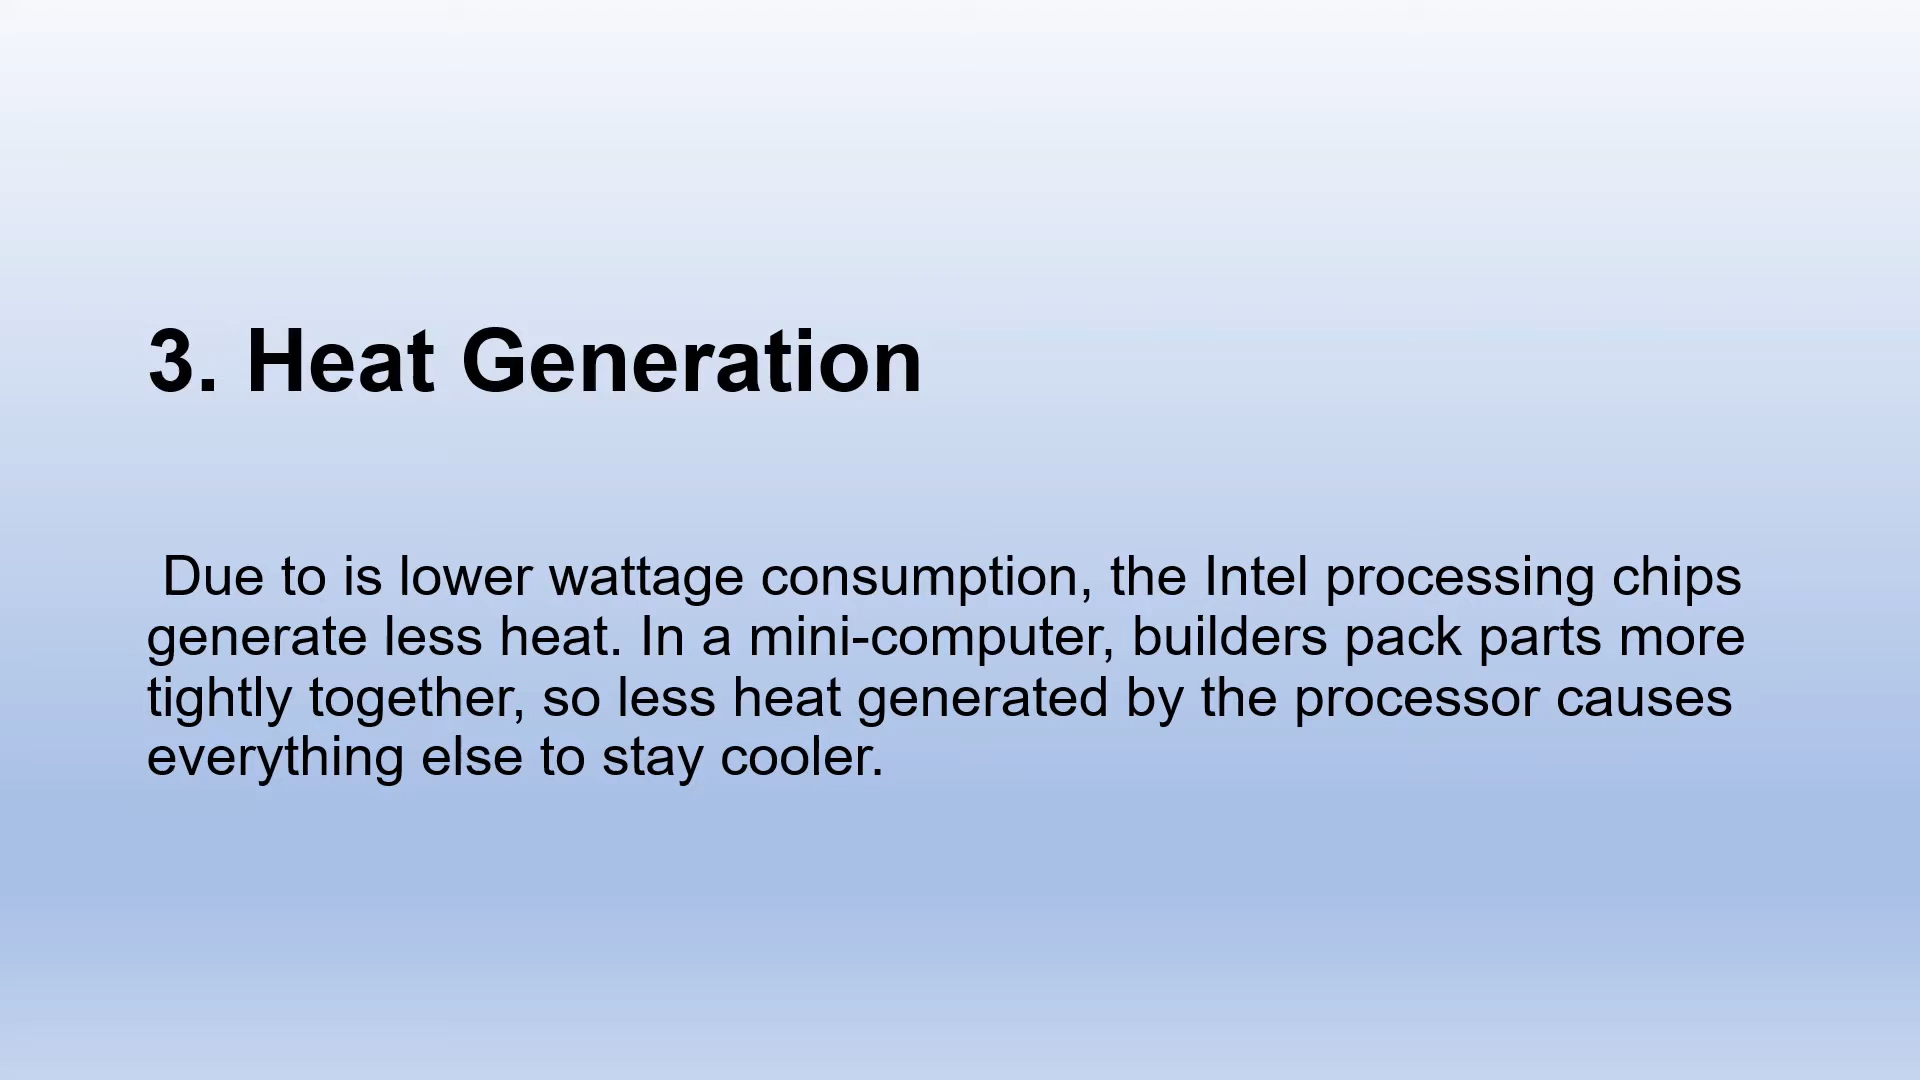 3. Heat Generation
Due to is lower wattage consumption, the Intel processing chips
generate less heat. In a mini-computer, builders pack parts more
tightly together, so less heat generated by the processor causes
everything else to stay cooler.